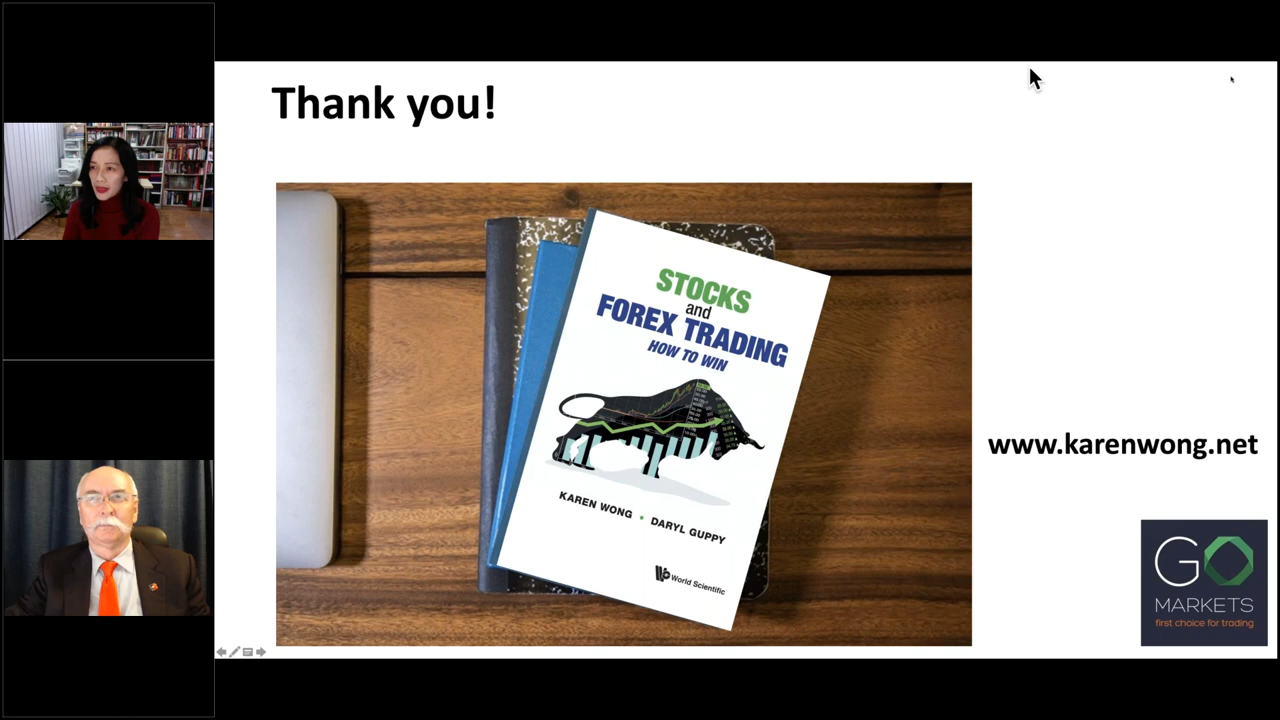 Thank you!
STOCKS
and
FOREX TRADING
HOW TO WIN
KAREN WONG • DARYL GUPPY
World Scientific
www.karenwong.net
GO
MARKETS
first choice for trading